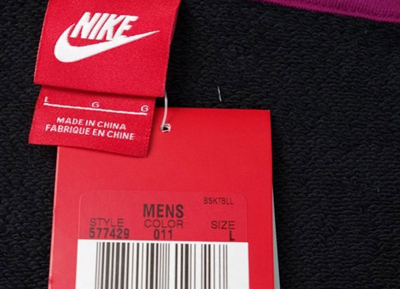 NIKE
L G G
MADE IN CHINA
FABRIQUE EN CHINE
BSKTBLL
MENS
STYLE COLOR SIZE
577429 011 L